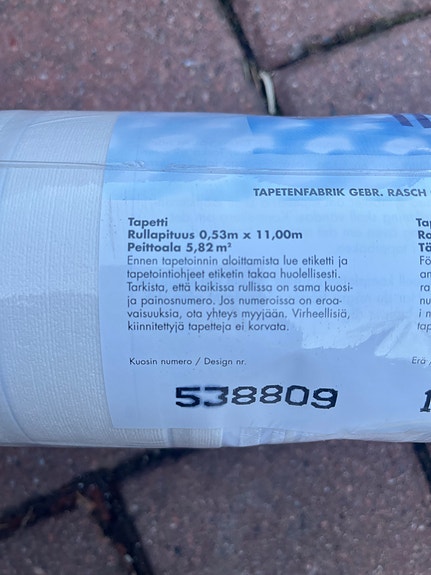 TAPETENFABRIK GEBR. RASCH
Tapetti
Rullapituus 0,53m x 11,00m
Peittoala 5,82 m²
Ennen tapetoinnin aloittamista lue etiketti ja
tapetointiohjeet etiketin takaa huolellisesti.
Tarkista, että kaikissa rullissa on sama kuosi-
ja painosnumero. Jos numeroissa on eroa-
vaisuuksia, ota yhteys myyjään. Virheellisiä,
kiinnitettyjä tapetteja ei korvata.
Kuosin numero / Design nr.
Erä
538809